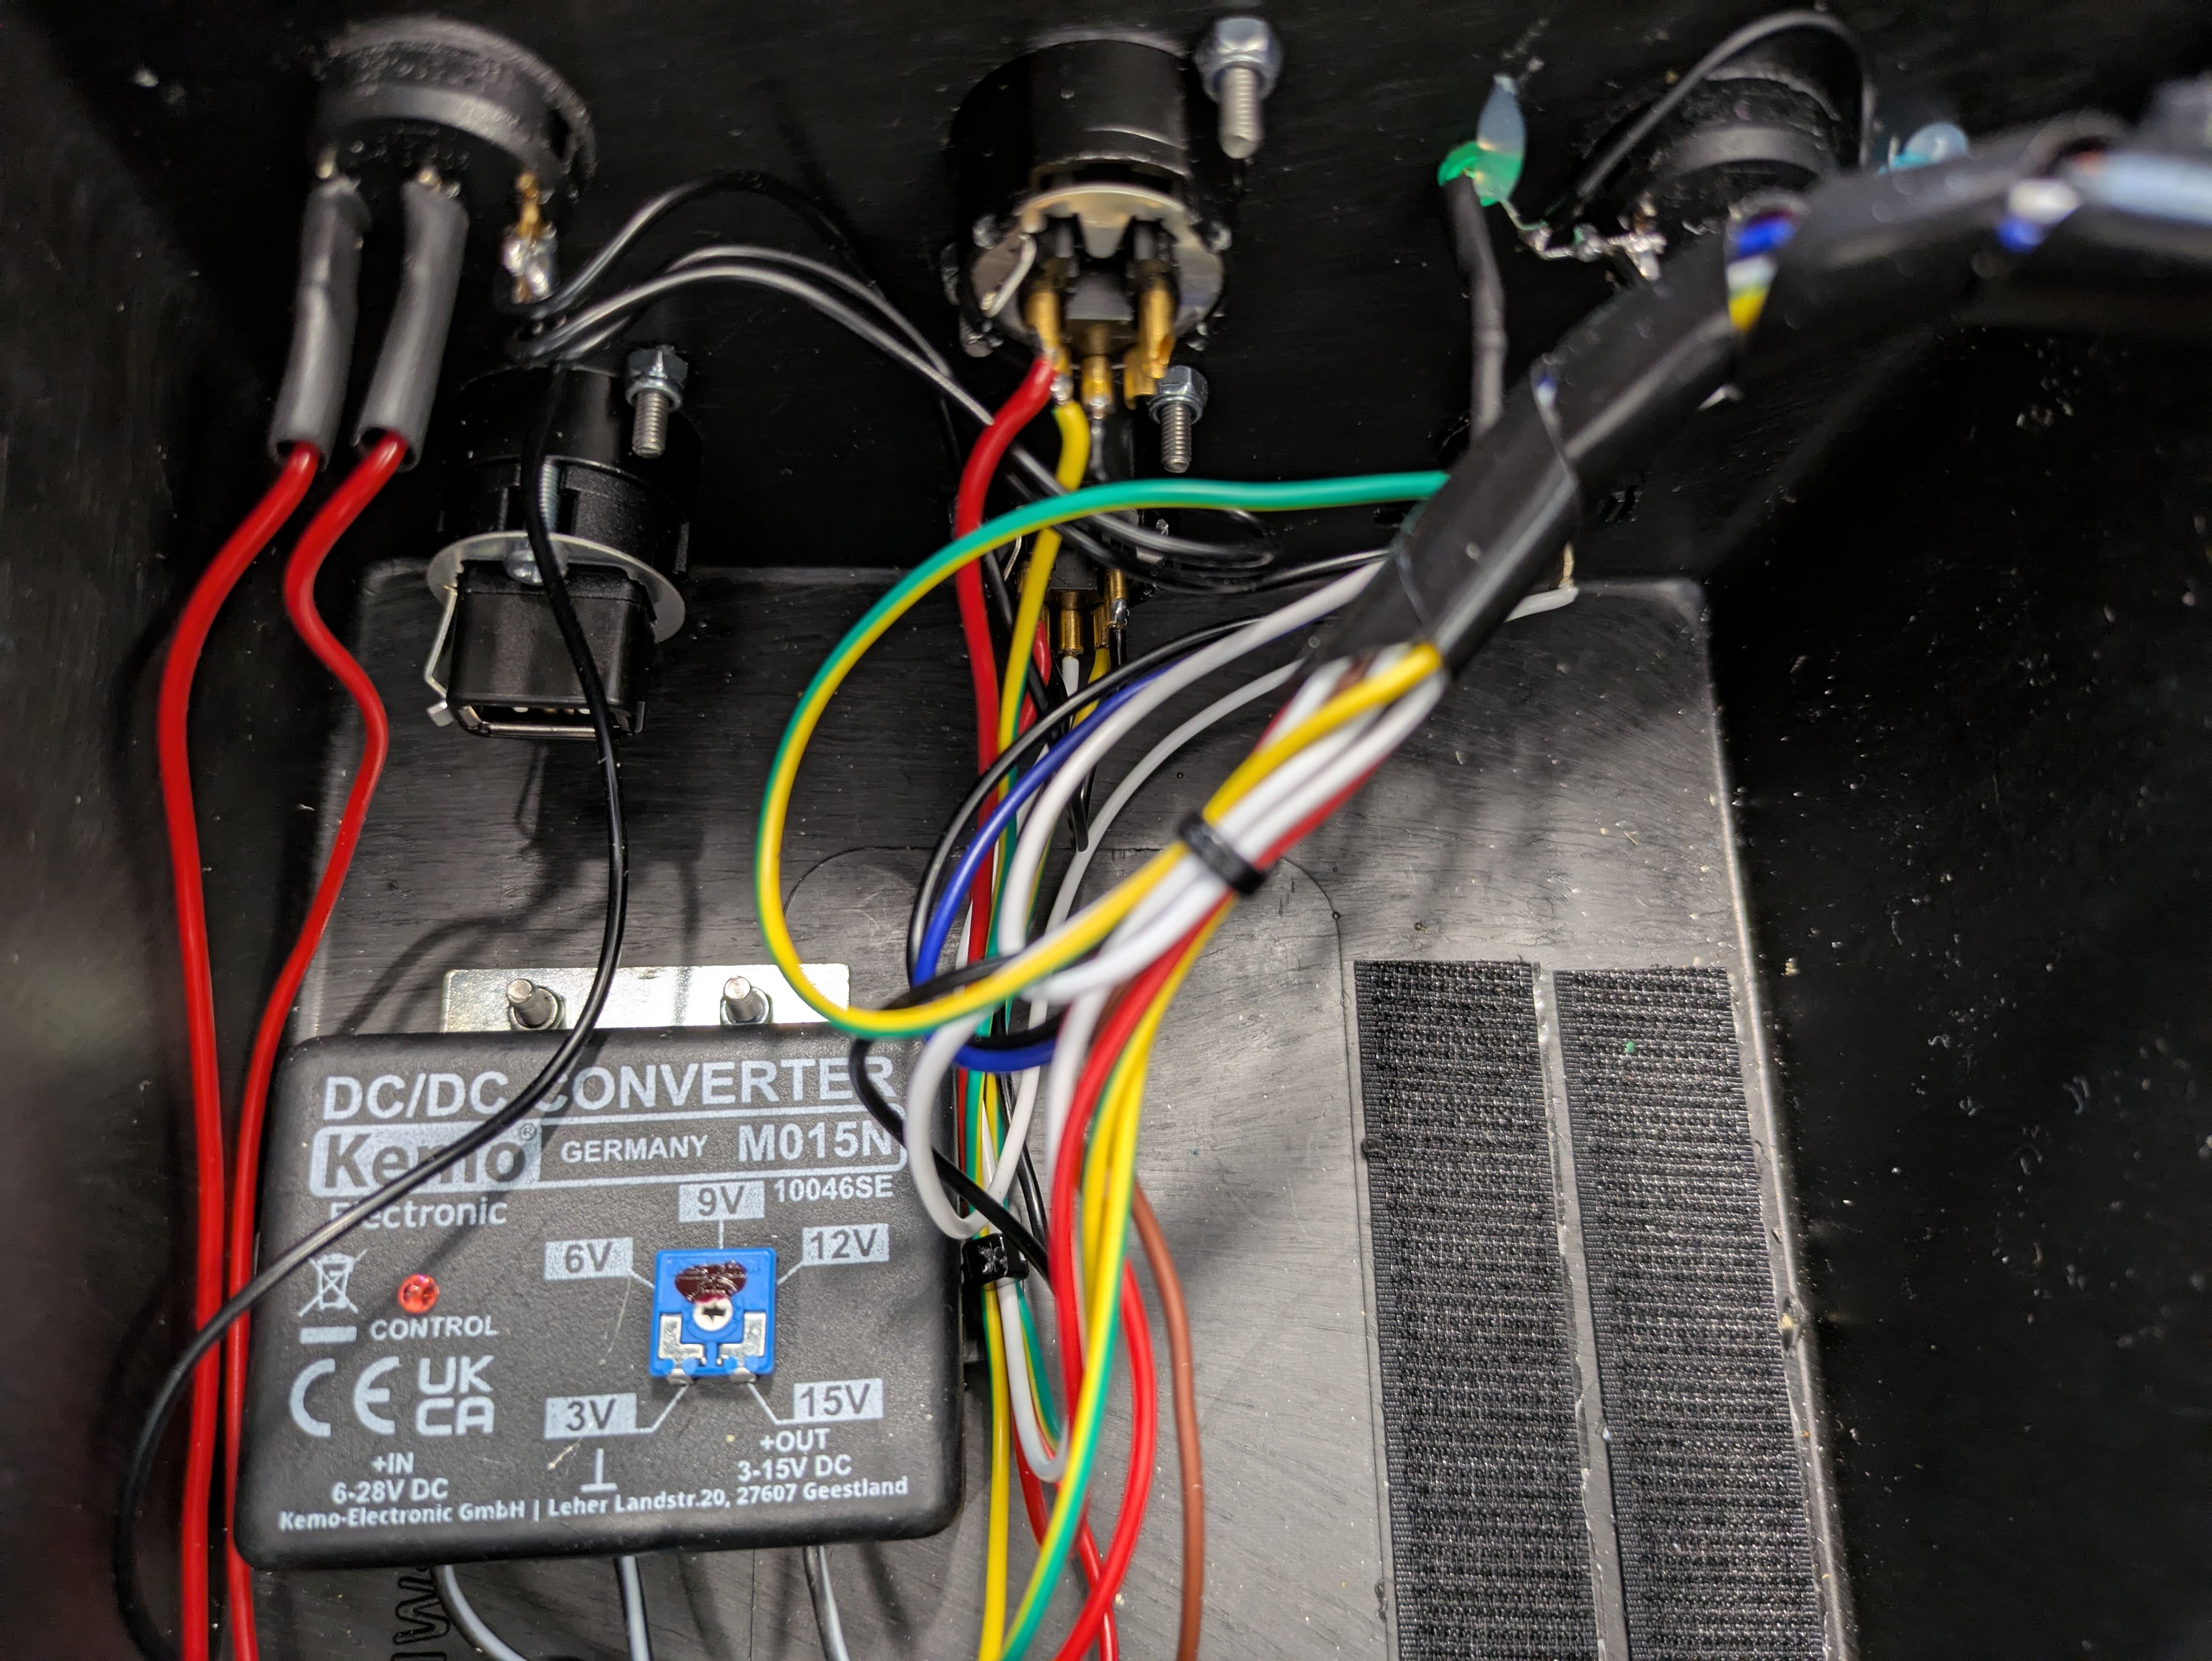 DC/DC CONVERTER
Kemo® GERMANY M015N
Electronic 10046SE
9V
6V 12V
CONTROL
CE UK
CA
3V 15V
+IN +OUT
6-28V DC 3-15V DC
Kemo-Electronic GmbH | Leher Landstr.20, 27607 Geestland